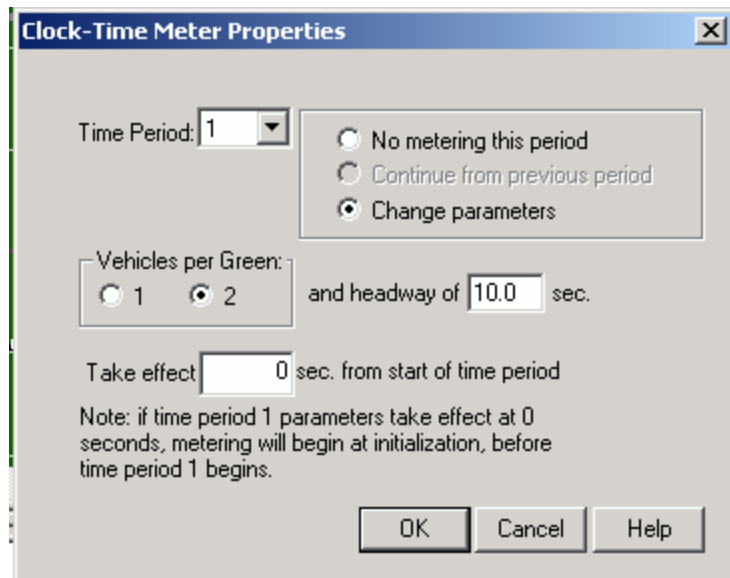 Clock-Time Meter Properties
Time Period: 1
No metering this period
Continue from previous period
Change parameters
Vehicles per Green:
1 2 and headway of 10.0 sec.
Take effect 0 sec. from start of time period
Note: if time period 1 parameters take effect at 0
seconds, metering will begin at initialization, before
time period 1 begins.
OK Cancel Help